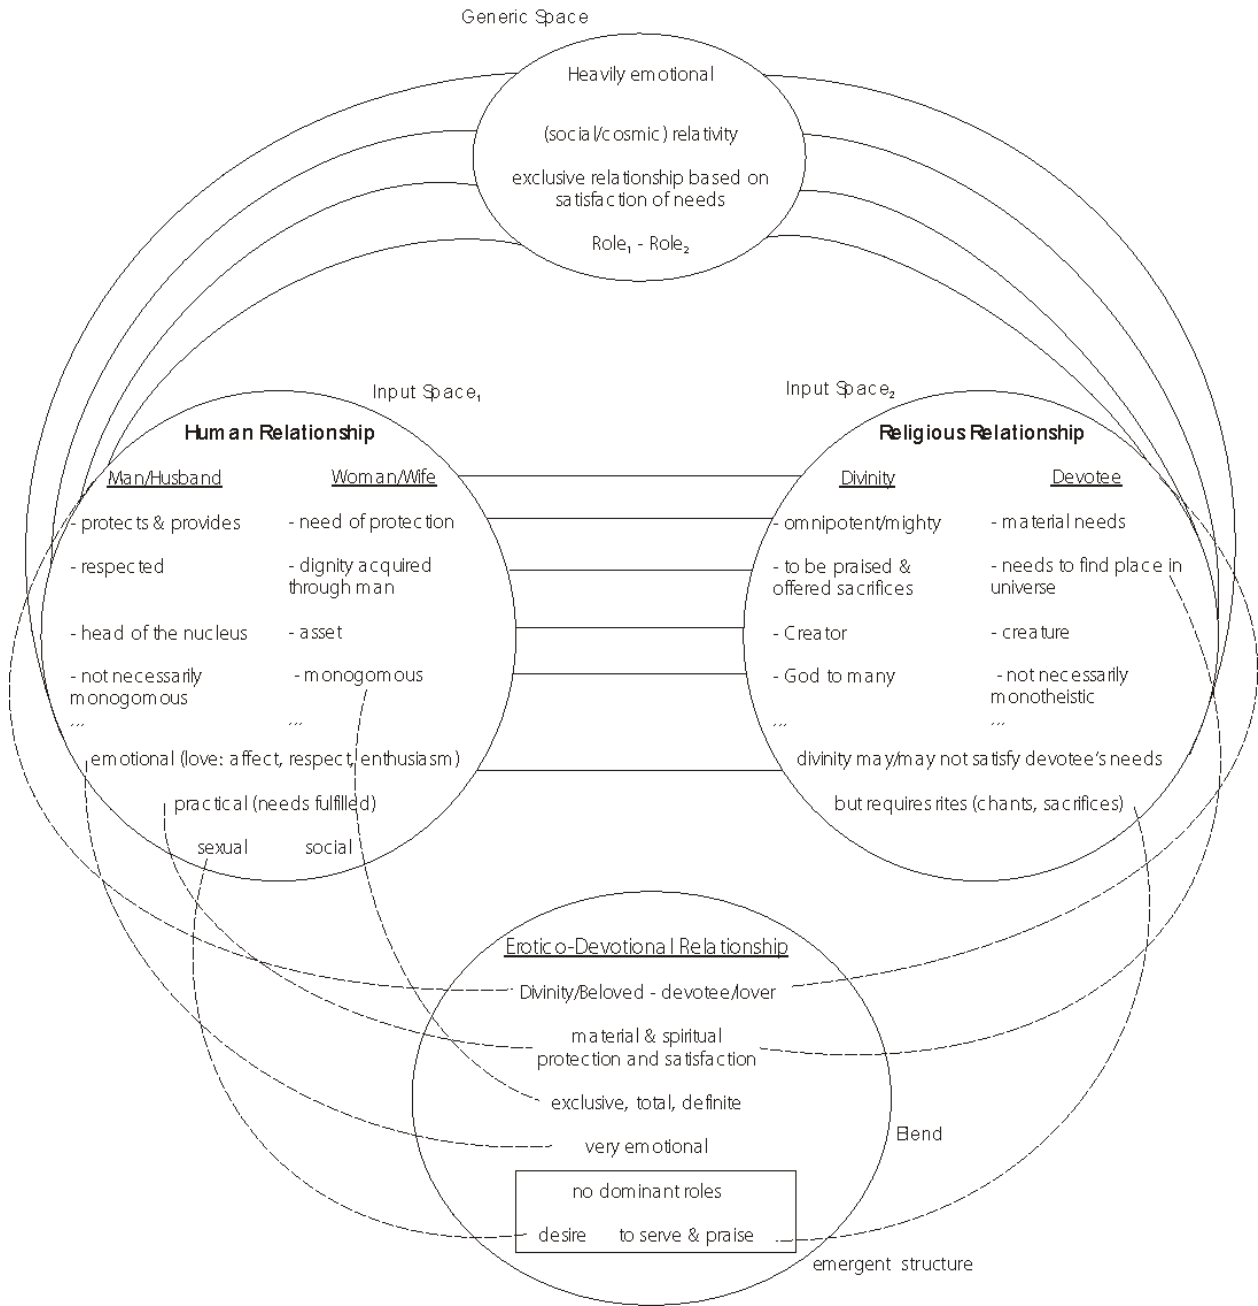 Generic Space
Heavily emotional
(social/cosmic) relativity
exclusive relationship based on
satisfaction of needs
Role₁ - Role₂
Input Space₁
Human Relationship
Man/Husband
- protects & provides
- respected
- head of the nucleus
- not necessarily
monogomous
...
Woman/Wife
- need of protection
- dignity acquired
through man
- asset
- monogomous
...
emotional (love: affect, respect, enthusiasm)
practical (needs fulfilled)
sexual social
Input Space₂
Religious Relationship
Divinity
- omnipotent/mighty
- to be praised &
offered sacrifices
- Creator
- God to many
...
Devotee
- material needs
- needs to find place in
universe
- creature
- not necessarily
monotheistic
...
divinity may/may not satisfy devotee's needs
but requires rites (chants, sacrifices)
Erotico-Devotional Relationship
Divinity/Beloved - devotee/lover
material & spiritual
protection and satisfaction
exclusive, total, definite
very emotional
Blend
no dominant roles
desire to serve & praise
emergent structure